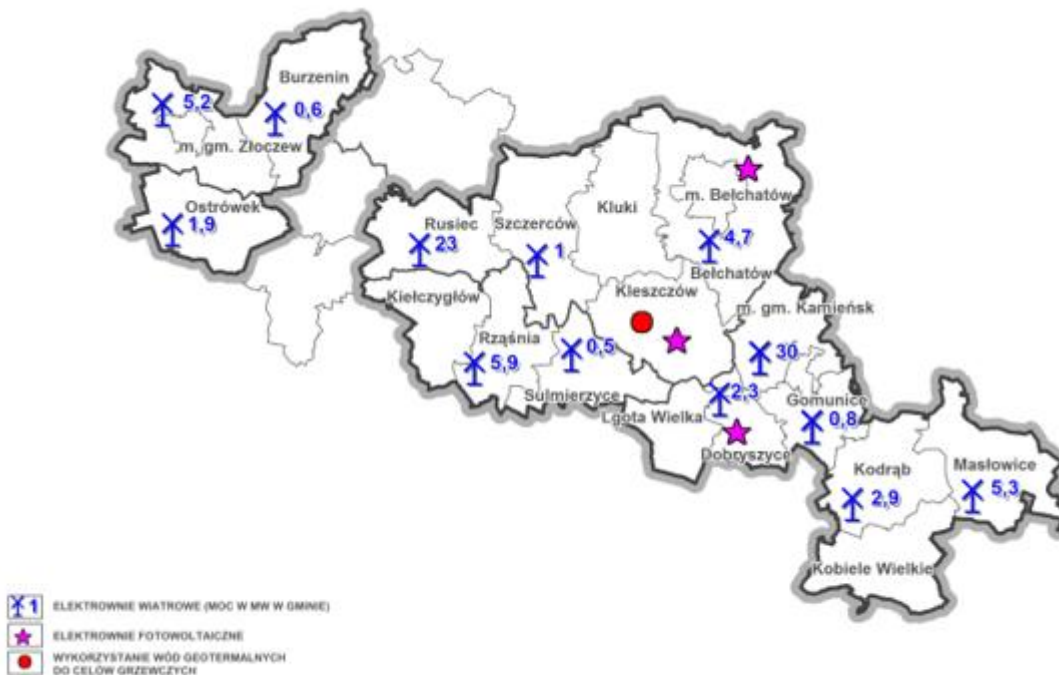 Burzenin
5,2
0,6
m. gm. Złoczew
Ostrówek
1,9
Rusiec
23
Szczerców
1
Kluki
m. Bełchatów
4,7
Bełchatów
Kiełczygłów
Kleszczów
m. gm. Kamieńsk
Rząśnia
5,9
0,5
Sulmierzyce
30
2,3
Lgota Wielka
Gomunice
0,8
Dobryszyce
Kodrąb
2,9
Masłowice
5,3
Kobiele Wielkie
1 ELEKTROWNIE WIATROWE (MOC W MW W GMINIE)
ELEKTROWNIE FOTOWOLTAICZNE
WYKORZYSTANIE WÓD GEOTERMALNYCH
DO CELÓW GRZEWCZYCH